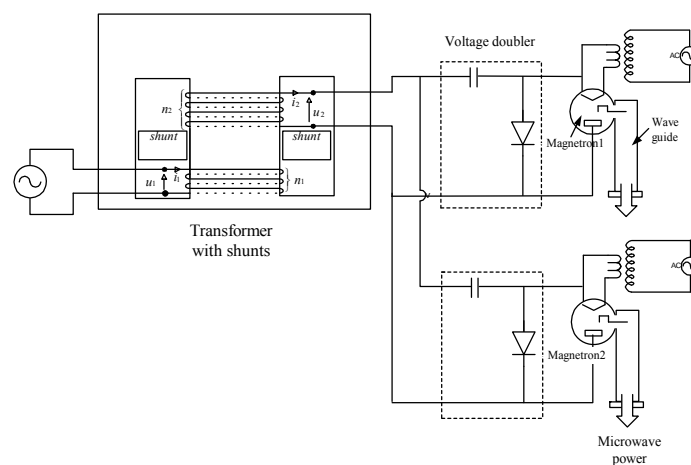 Voltage doubler
AC
n2
i2
u2
shunt
shunt
Magnetron1
Wave
guide
u1
i1
n1
Transformer
with shunts
AC
Magnetron2
Microwave
power